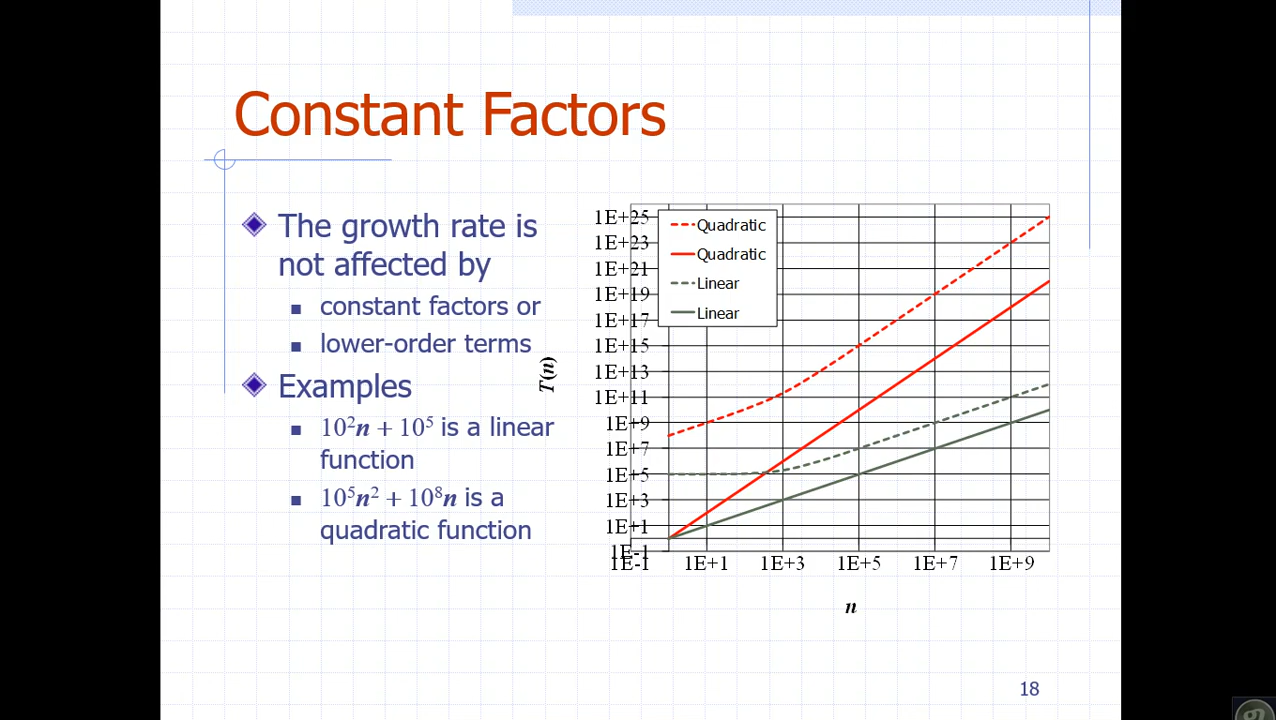 Constant Factors
The growth rate is
not affected by
constant factors or
lower-order terms
Examples
10²n + 10⁵ is a linear
function
10⁵n² + 10⁸n is a
quadratic function
T(n)
1E+25
1E+23
1E+21
1E+19
1E+17
1E+15
1E+13
1E+11
1E+9
1E+7
1E+5
1E+3
1E+1
1E-1
Quadratic
Quadratic
Linear
Linear
1E-1 1E+1 1E+3 1E+5 1E+7 1E+9
n
18